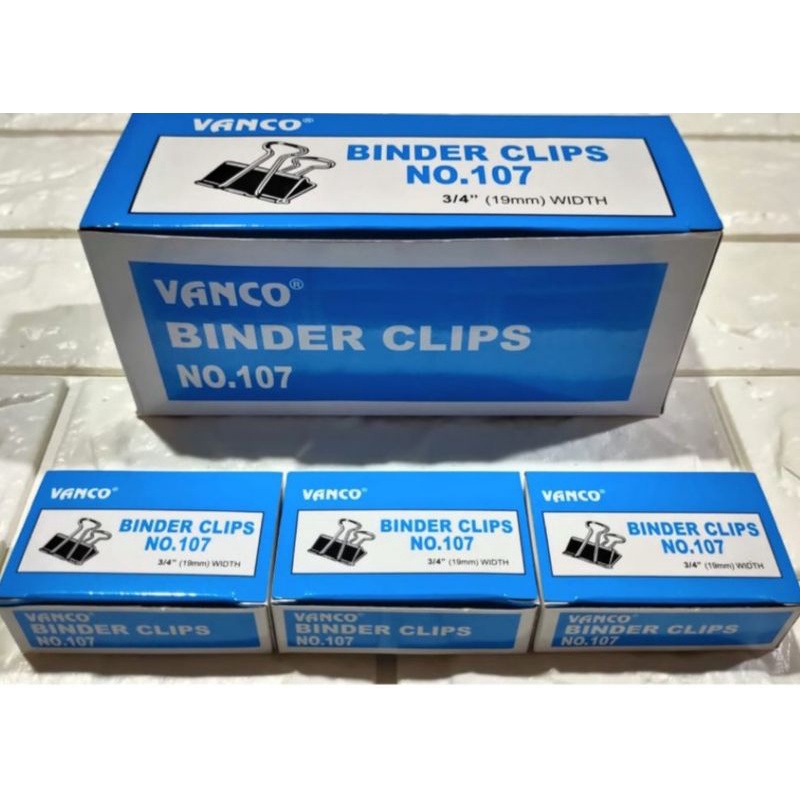 VANCO®
BINDER CLIPS
NO.107
3/4" (19mm) WIDTH
VANCO®
BINDER CLIPS
NO.107
VANCO®
BINDER CLIPS
NO.107
3/4" (19mm) WIDTH
VANCO®
BINDER CLIPS
NO.107
VANCO®
BINDER CLIPS
NO.107
3/4" (19mm) WIDTH
VANCO®
BINDER CLIPS
NO.107
VANCO®
BINDER CLIPS
NO.107
3/4" (19mm) WIDTH
VANCO®
BINDER CLIPS
NO.107